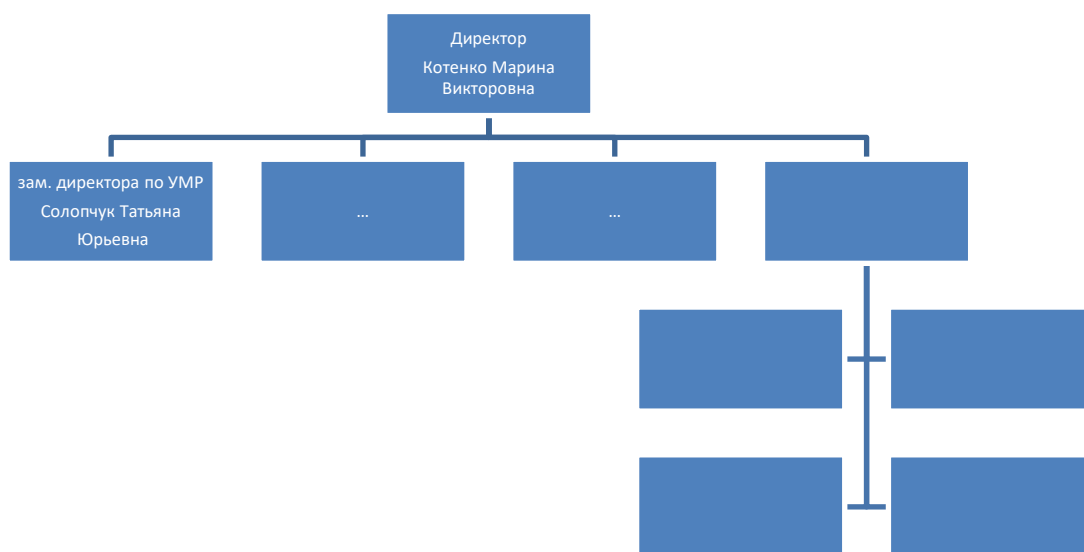 Директор
Котенко Марина
Викторовна
зам. директора по УМР
Солопчук Татьяна
Юрьевна
...
...